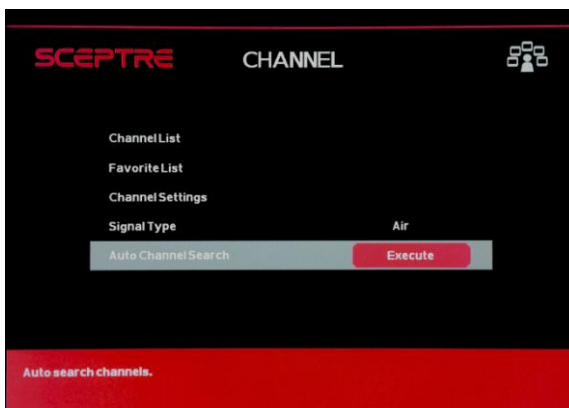 SCEPTRE CHANNEL
Channel List
Favorite List
Channel Settings
Signal Type Air
Auto Channel Search Execute
Auto search channels.